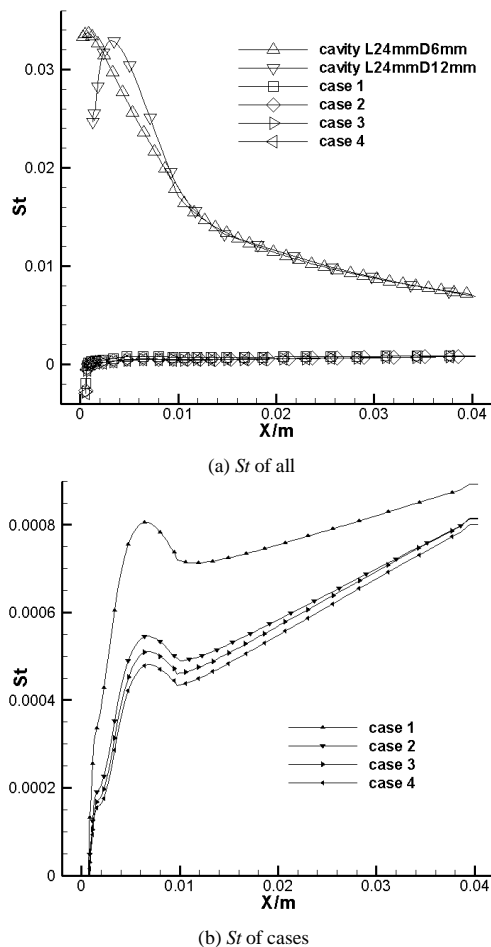 0.03
0.02
St
0.01
0
0
0.01
0.02
0.03
0.04
X/m
cavity L24mmD6mm
cavity L24mmD12mm
case 1
case 2
case 3
case 4
(a) St of all
0.0008
0.0006
St
0.0004
0.0002
0
0
0.01
0.02
0.03
0.04
X/m
case 1
case 2
case 3
case 4
(b) St of cases